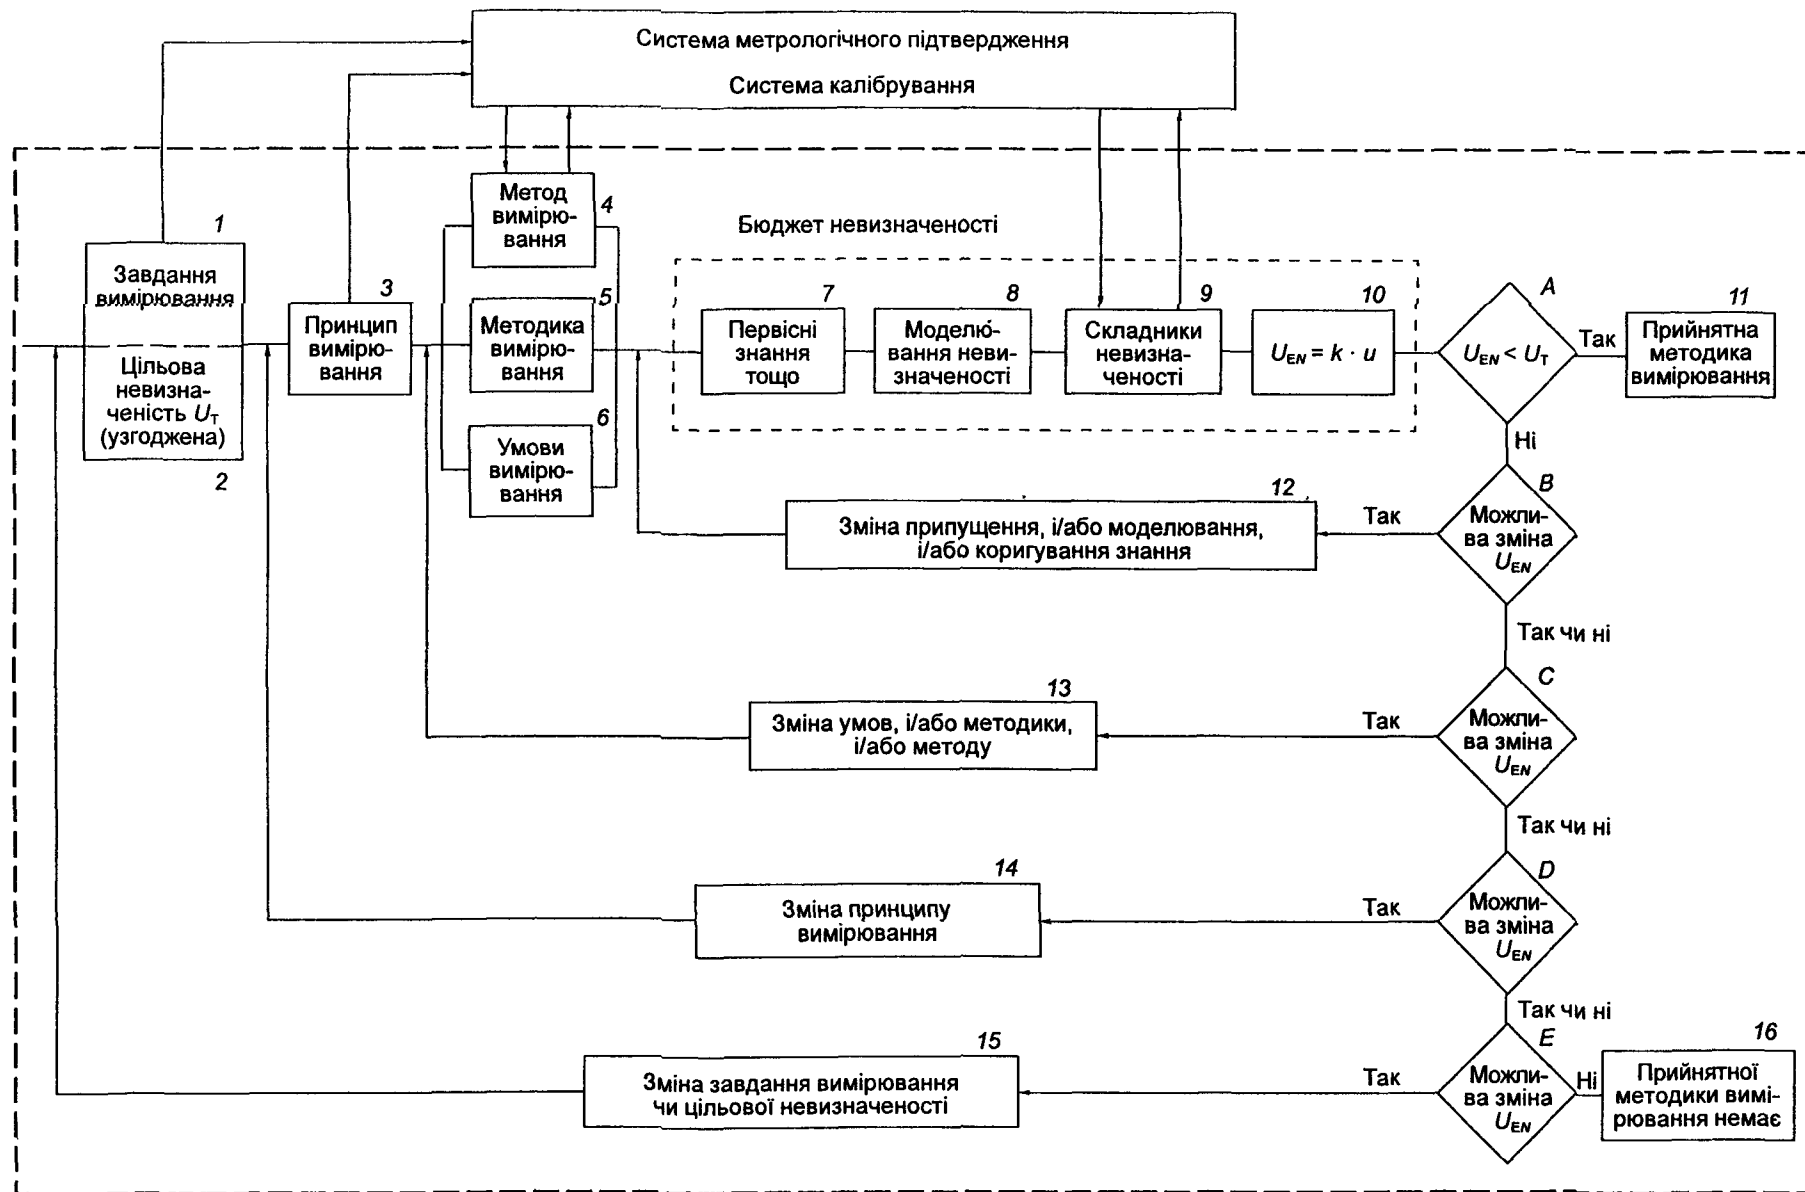 Система метрологічного підтвердження
Система калібрування
1
Завдання
вимірювання
Цільова
невизна-
ченість U_T
(узгоджена)
2
3
Принцип
вимірю-
вання
4
Метод
вимірю-
вання
5
Методика
вимірю-
вання
6
Умови
вимірю-
вання
Бюджет невизначеності
7
Первісні
знання
тощо
8
Моделю-
вання неви-
значеності
9
Складники
невизна-
ченості
10
U_EN = k · u
A
U_EN < U_T
Так
11
Прийнятна
методика
вимірювання
Ні
B
Можли-
ва зміна
U_EN
Так
12
Зміна припущення, і/або моделювання,
і/або коригування знання
Так чи ні
C
Можли-
ва зміна
U_EN
Так
13
Зміна умов, і/або методики,
і/або методу
Так чи ні
D
Можли-
ва зміна
U_EN
Так
14
Зміна принципу
вимірювання
Так чи ні
E
Можли-
ва зміна
U_EN
Так
15
Зміна завдання вимірювання
чи цільової невизначеності
Ні
16
Прийнятної
методики вимі-
рювання немає